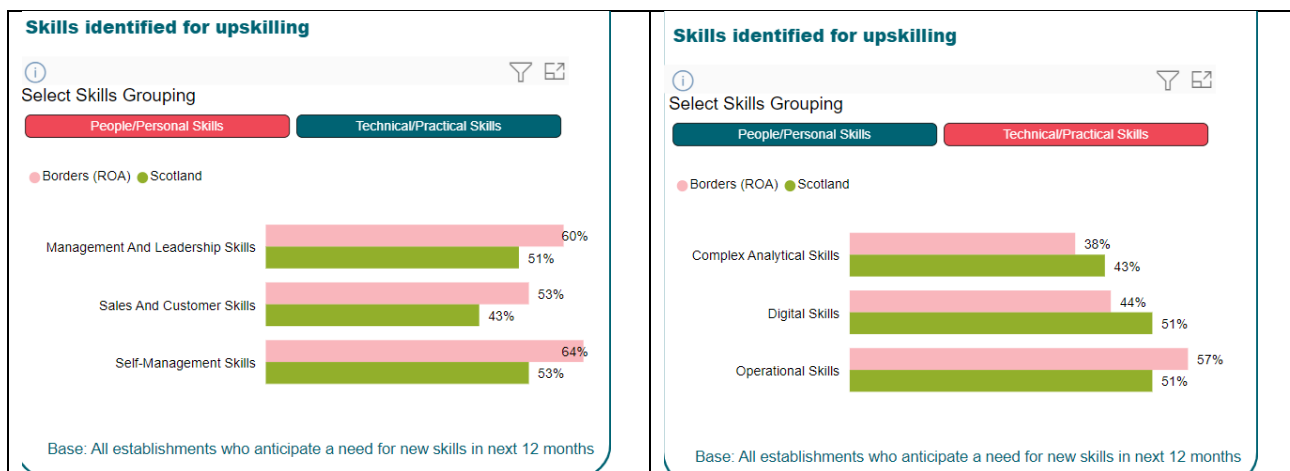 Skills identified for upskilling
Select Skills Grouping
People/Personal Skills Technical/Practical Skills
Borders (ROA) Scotland
Management And Leadership Skills 60%
51%
Sales And Customer Skills 53%
43%
Self-Management Skills 64%
53%
Base: All establishments who anticipate a need for new skills in next 12 months
Skills identified for upskilling
Select Skills Grouping
People/Personal Skills Technical/Practical Skills
Borders (ROA) Scotland
Complex Analytical Skills 38%
43%
Digital Skills 44%
51%
Operational Skills 57%
51%
Base: All establishments who anticipate a need for new skills in next 12 months